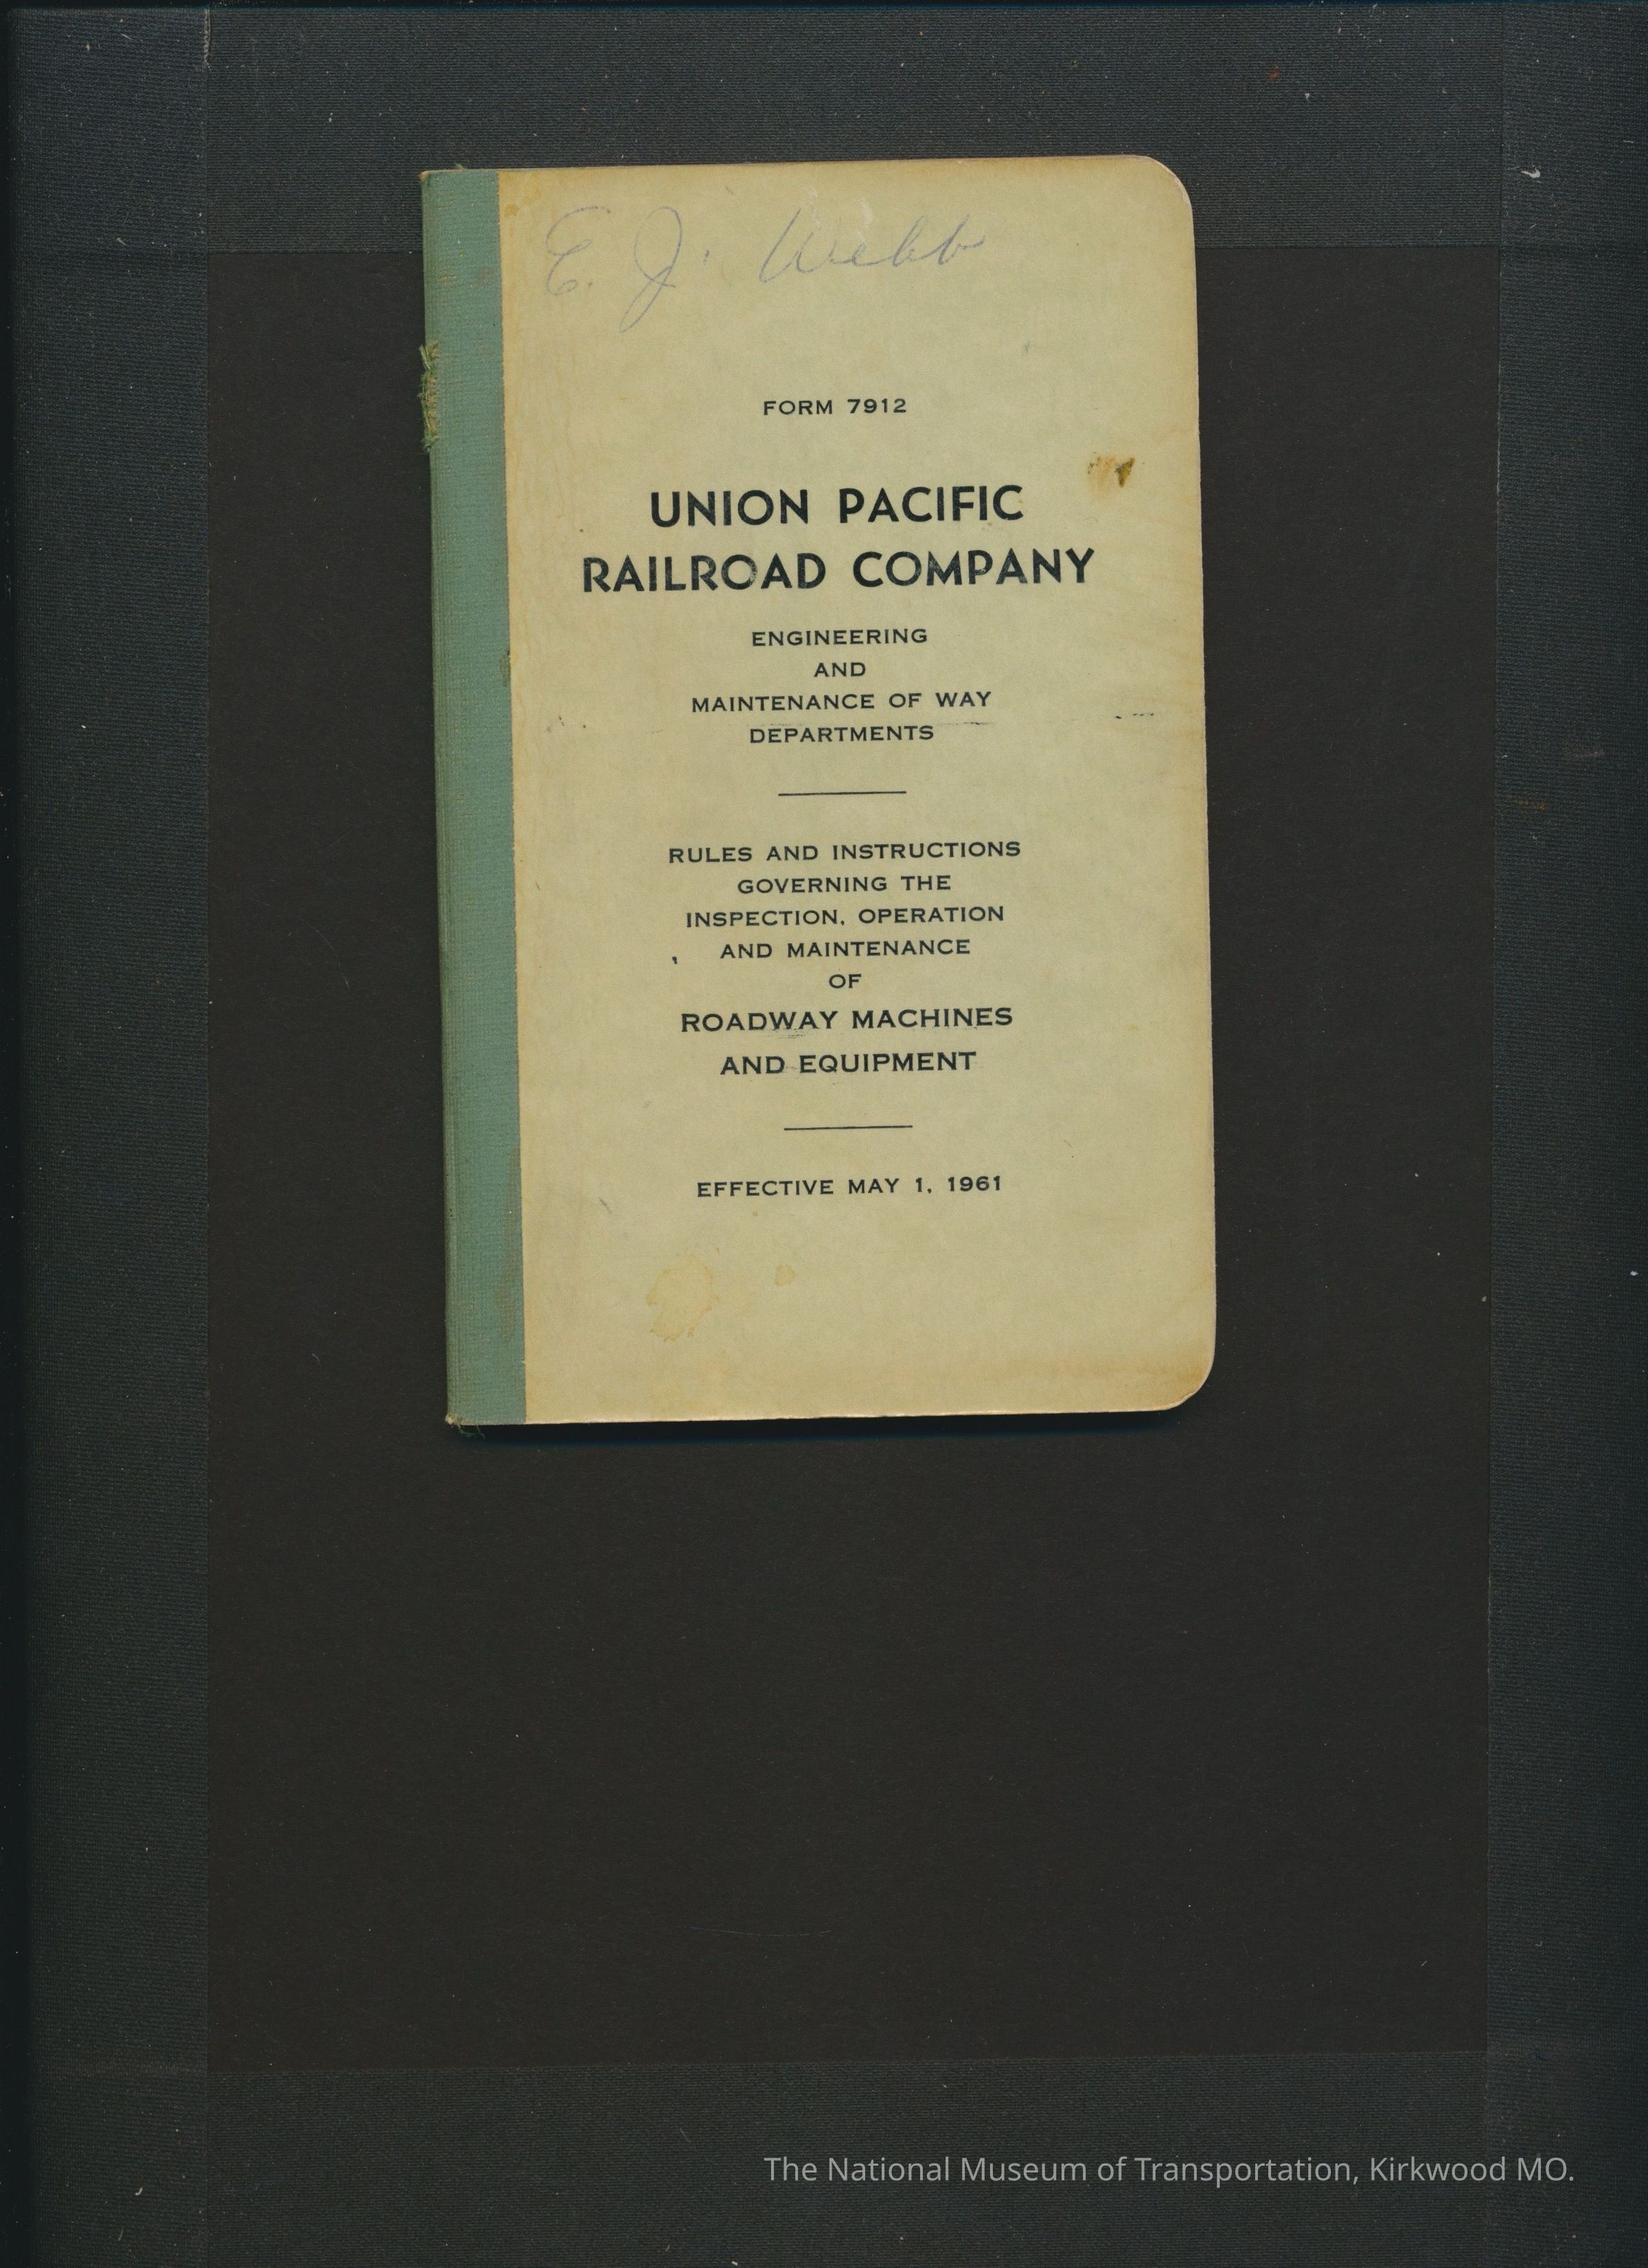 E. J. Webb
FORM 7912
UNION PACIFIC
RAILROAD COMPANY
ENGINEERING
AND
MAINTENANCE OF WAY
DEPARTMENTS
RULES AND INSTRUCTIONS
GOVERNING THE
INSPECTION, OPERATION
AND MAINTENANCE
OF
ROADWAY MACHINES
AND EQUIPMENT
EFFECTIVE MAY 1, 1961
The National Museum of Transportation, Kirkwood MO.